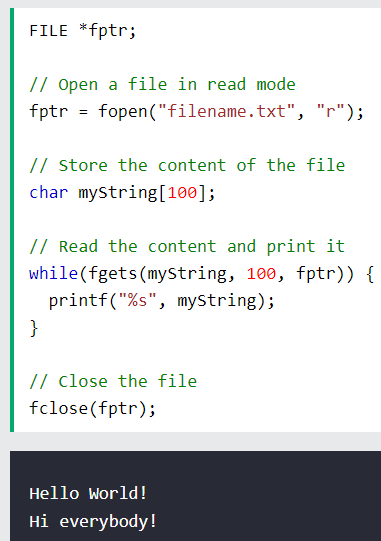 FILE *fptr;
// Open a file in read mode
fptr = fopen("filename.txt", "r");
// Store the content of the file
char myString[100];
// Read the content and print it
while(fgets(myString, 100, fptr)) {
  printf("%s", myString);
}
// Close the file
fclose(fptr);
Hello World!
Hi everybody!